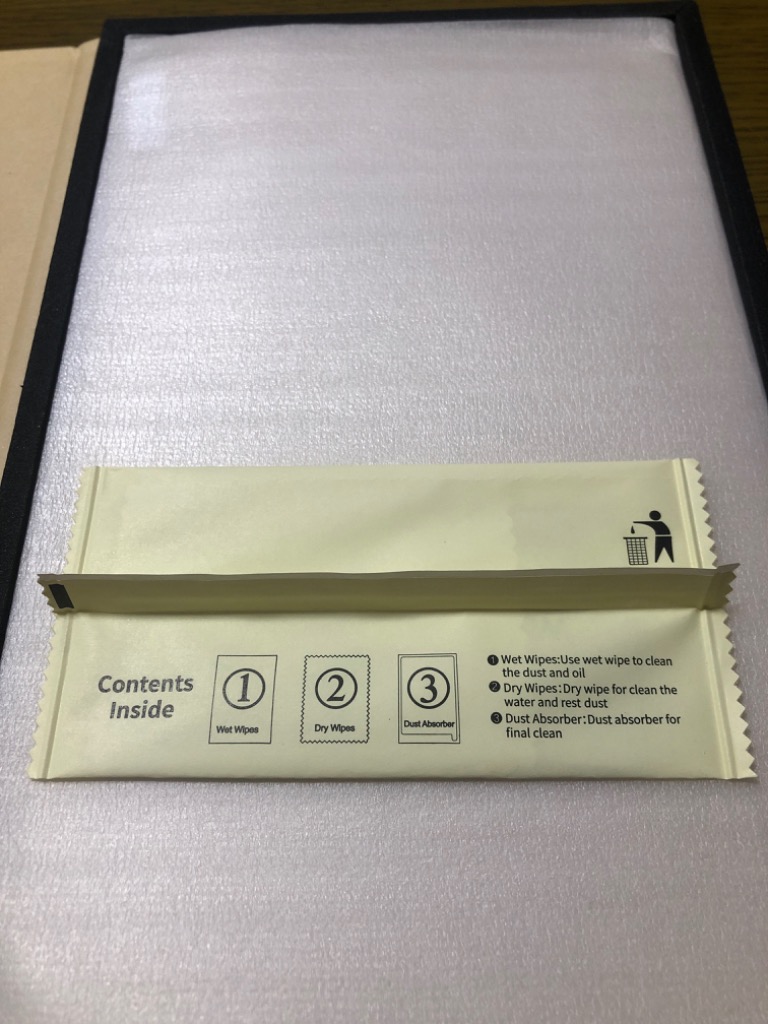 Contents
Inside
1
Wet Wipes
2
Dry Wipes
3
Dust Absorber
❶ Wet Wipes:Use wet wipe to clean
the dust and oil
❷ Dry Wipes:Dry wipe for clean the
water and rest dust
❸ Dust Absorber:Dust absorber for
final clean